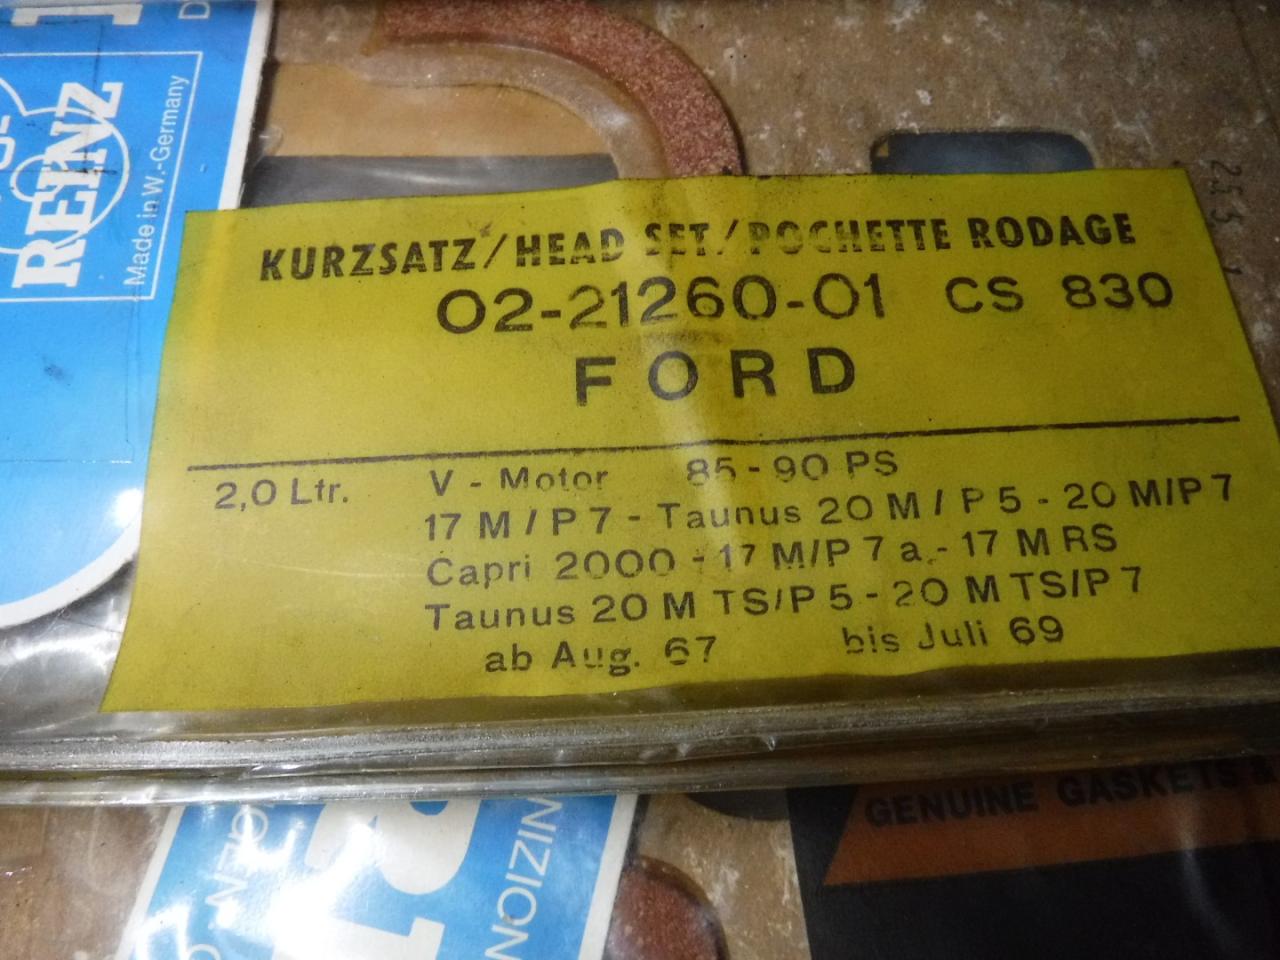 REINZ
Made in W.-Germany
KURZSATZ/HEAD SET/POCHETTE RODAGE
02-21260-01 CS 830
FORD
2,0 Ltr. V - Motor 85 - 90 PS
17 M / P 7 - Taunus 20 M / P 5 - 20 M/P 7
Capri 2000 - 17 M/P 7 a - 17 M RS
Taunus 20 M TS/P 5 - 20 M TS/P 7
ab Aug. 67 bis Juli 69
GENUINE GASKETS &